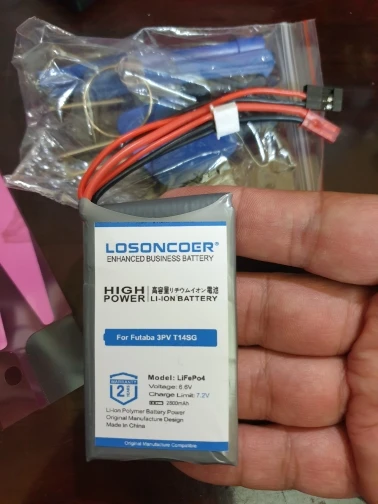 LOSONCOER®
ENHANCED BUSINESS BATTERY
HIGH POWER
高容量リチウムイオン電池
LI-ION BATTERY
For Futaba 3PV T14SG
WARRANTY
2
Model: LiFePo4
Voltage: 6.6V
Charge Limit: 7.2V
2800mAh
Li-Ion Polymer Battery Power
Original Manufacture Design
Made in China
Original Manufacture Compatible